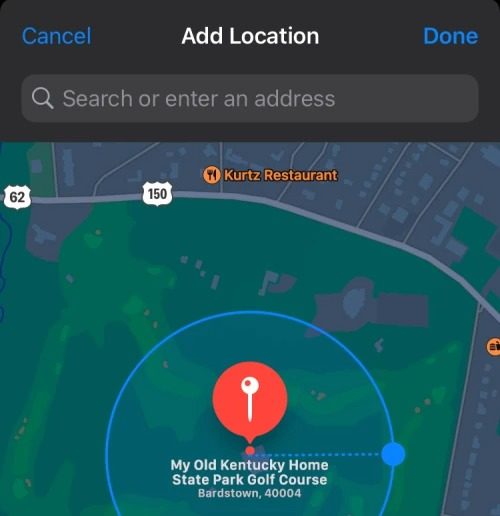 Cancel
Add Location
Done
Search or enter an address
Kurtz Restaurant
62
150
My Old Kentucky Home
State Park Golf Course
Bardstown, 40004